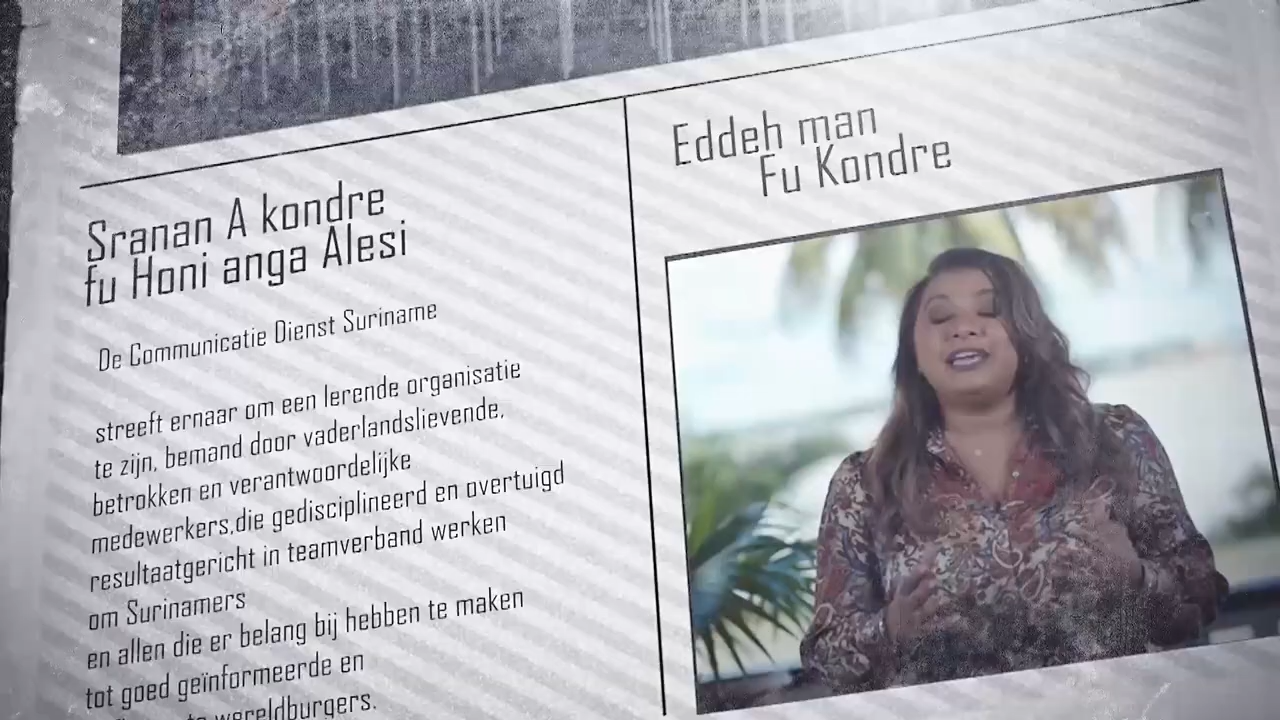 Sranan A kondre
fu Honi anga Alesi
De Communicatie Dienst Suriname
streeft ernaar om een lerende organisatie
te zijn, bemand door vaderlandslievende,
betrokken en verantwoordelijke
medewerkers,die gedisciplineerd en overtuigd
resultaatgericht in teamverband werken
om Surinamers
en allen die er belang bij hebben te maken
tot goed geïnformeerde en
wereldburgers.
Eddeh man
Fu Kondre